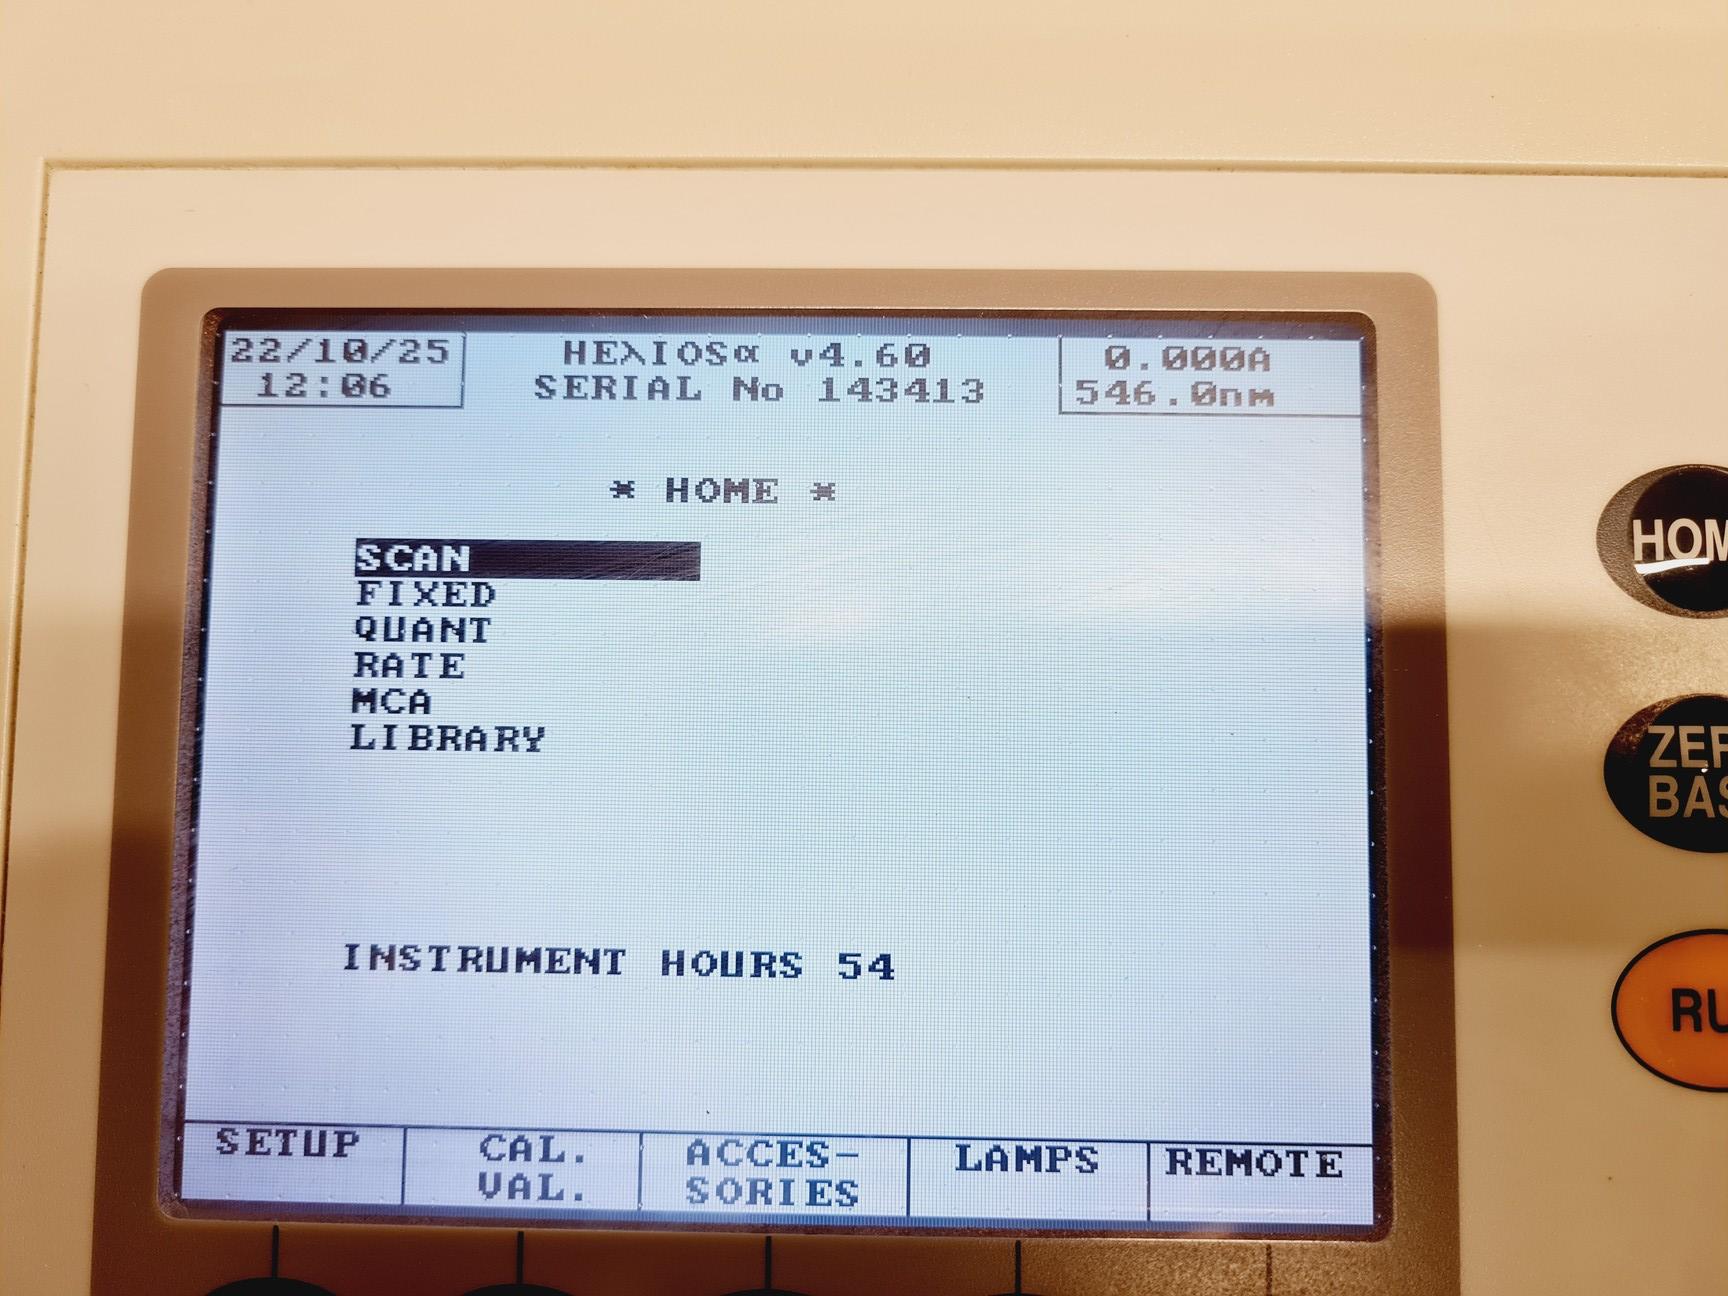 22/10/25
12:06
HEλIOSα v4.60
SERIAL No 143413
0.000A
546.0nm
* HOME *
SCAN
FIXED
QUANT
RATE
MCA
LIBRARY
INSTRUMENT HOURS 54
SETUP
CAL.
VAL.
ACCES-
SORIES
LAMPS
REMOTE